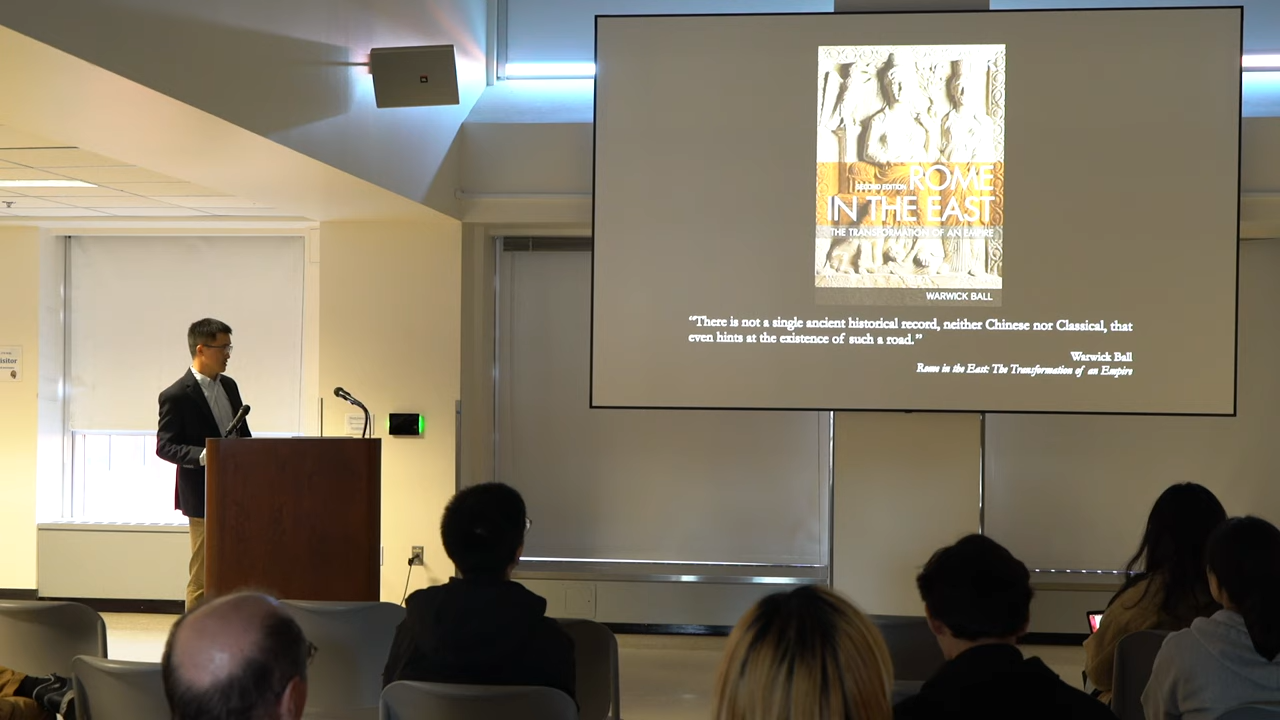 SECOND EDITION ROME
IN THE EAST
THE TRANSFORMATION OF AN EMPIRE
WARWICK BALL
“There is not a single ancient historical record, neither Chinese nor Classical, that
even hints at the existence of such a road.”
Warwick Ball
Rome in the East: The Transformation of an Empire